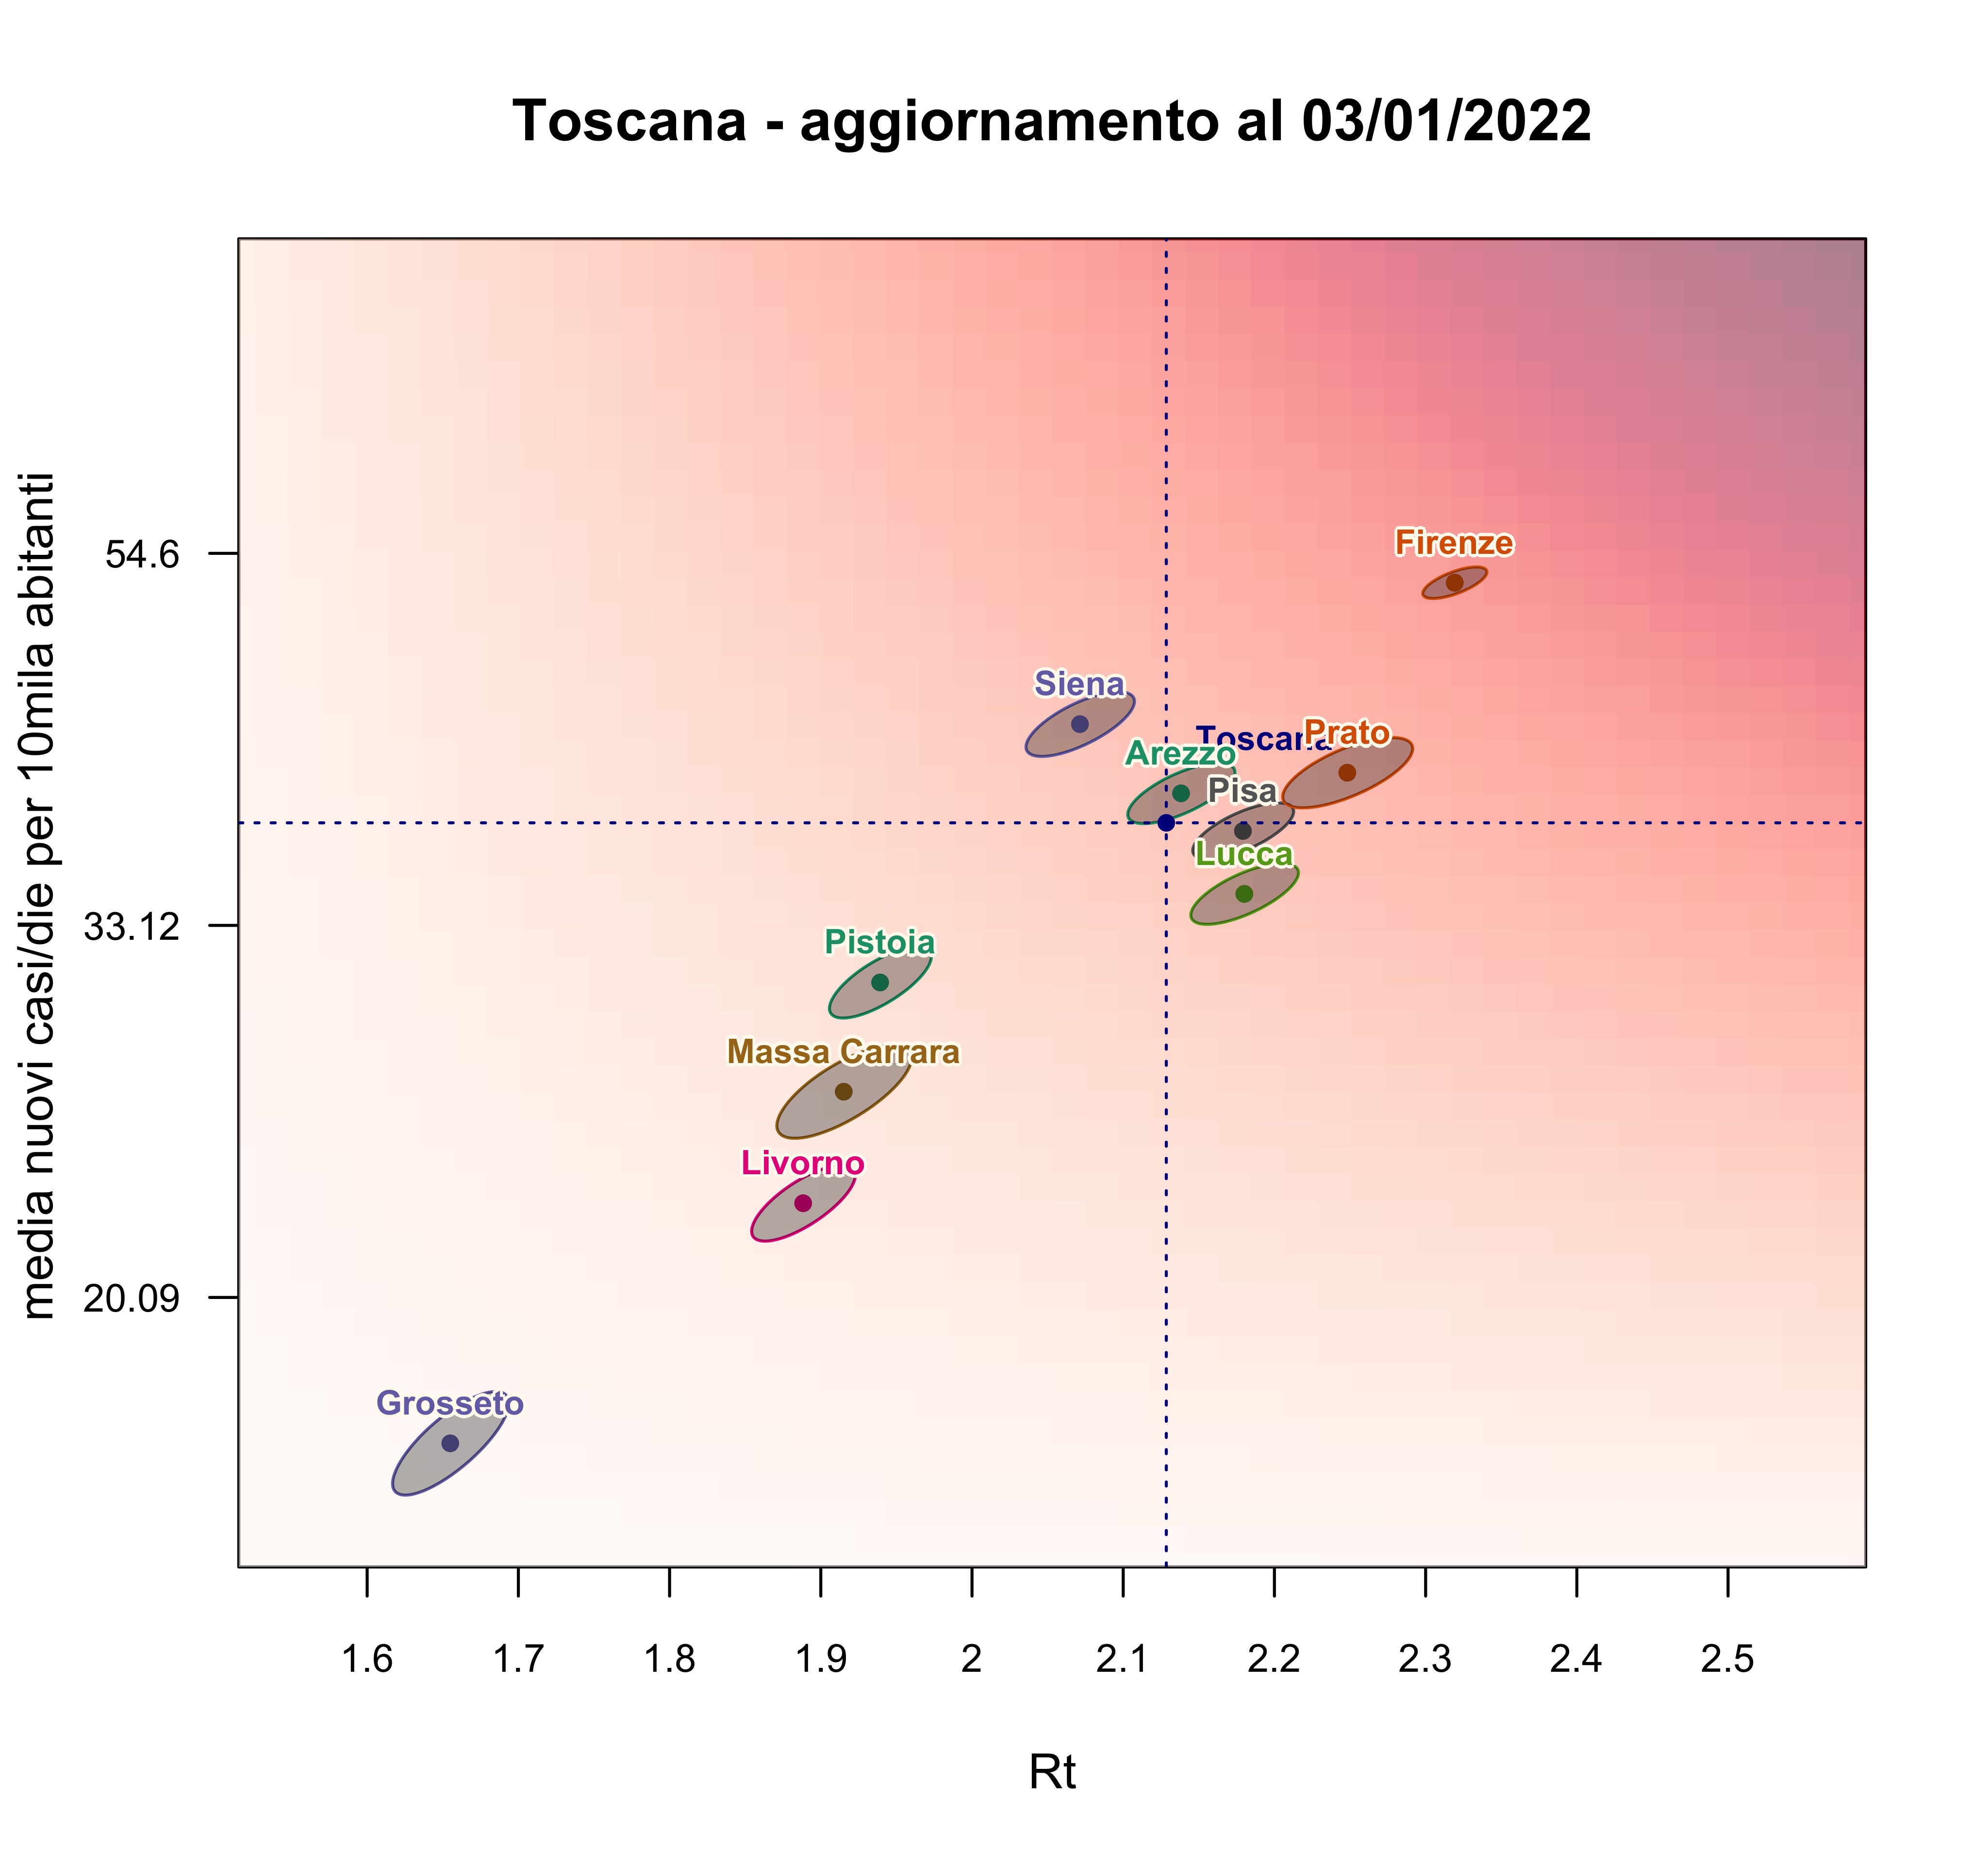 Toscana - aggiornamento al 03/01/2022
media nuovi casi/die per 10mila abitanti
54.6
33.12
20.09
Firenze
Siena
Toscana
Prato
Arezzo
Pisa
Lucca
Pistoia
Massa Carrara
Livorno
Grosseto
1.6 1.7 1.8 1.9 2 2.1 2.2 2.3 2.4 2.5
Rt